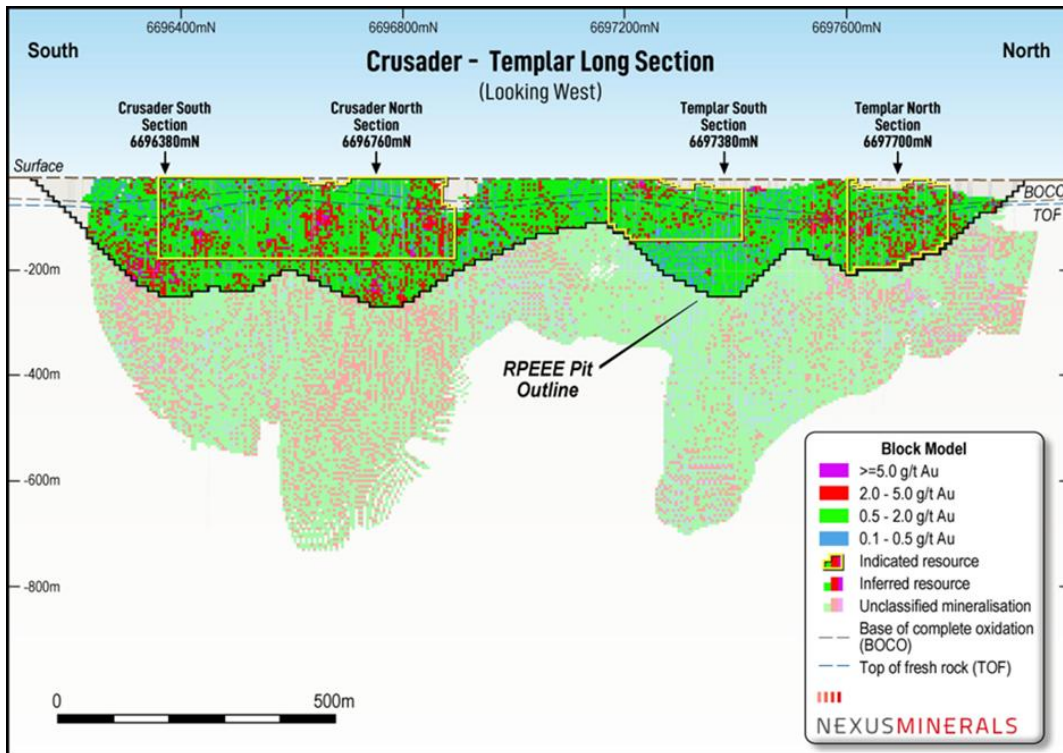 6696400mN 6696800mN 6697200mN 6697600mN
South
North
Crusader - Templar Long Section
(Looking West)
Crusader South
Section
6696380mN
Crusader North
Section
6696760mN
Templar South
Section
6697380mN
Templar North
Section
6697700mN
Surface
BOCO
TOF
-200m
-400m
-600m
-800m
RPEEE Pit
Outline
0 500m
Block Model
>=5.0 g/t Au
2.0 - 5.0 g/t Au
0.5 - 2.0 g/t Au
0.1 - 0.5 g/t Au
Indicated resource
Inferred resource
Unclassified mineralisation
Base of complete oxidation
(BOCO)
Top of fresh rock (TOF)
NEXUSMINERALS